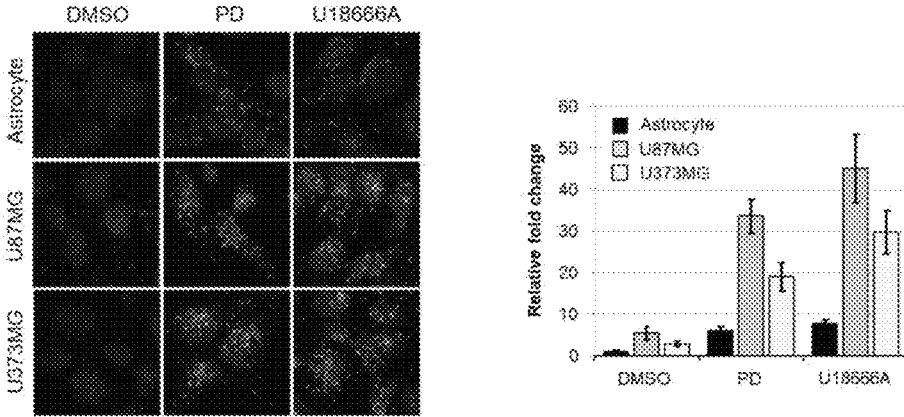 DMSO PD U18666A
Astrocyte
U87MG
U373MG
Relative fold change
60
50
40
30
20
10
0
Astrocyte
U87MG
U373MG
DMSO PD U18666A